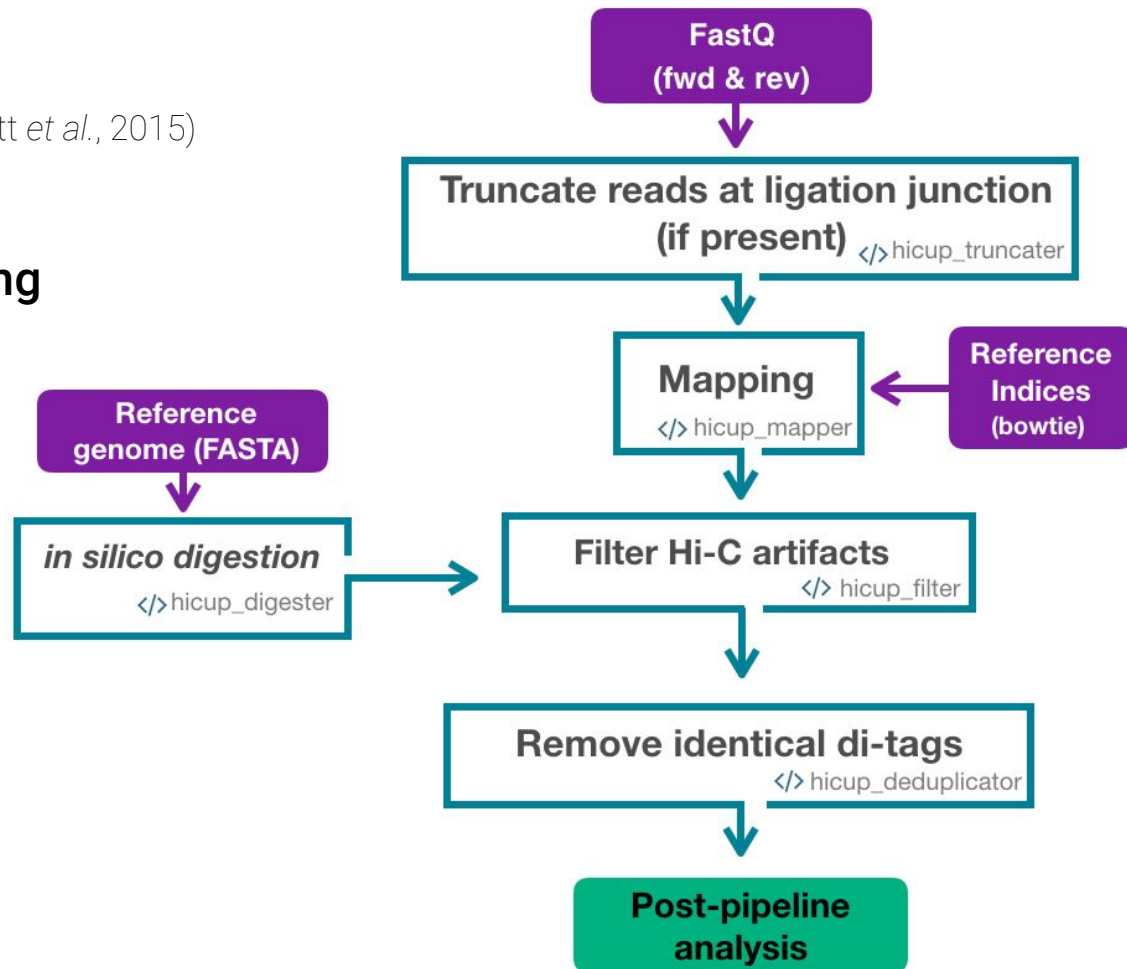 FastQ
(fwd & rev)
et al., 2015)
Truncate reads at ligation junction
(if present)
</> hicup_truncater
Mapping
</> hicup_mapper
Reference
Indices
(bowtie)
Reference
genome (FASTA)
in silico digestion
</> hicup_digester
Filter Hi-C artifacts
</> hicup_filter
Remove identical di-tags
</> hicup_deduplicator
Post-pipeline
analysis